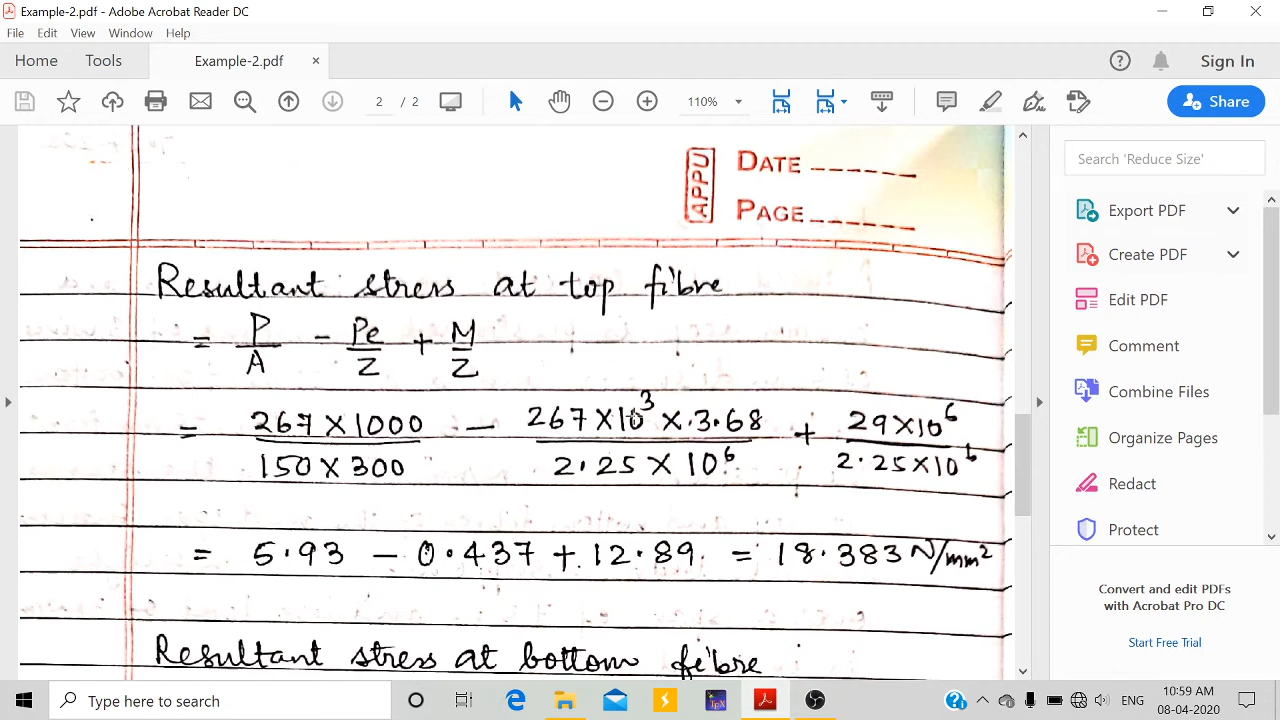 Example-2.pdf - Adobe Acrobat Reader DC
File Edit View Window Help
Home Tools Example-2.pdf × Sign In
2 / 2 110% Share
APPU DATE
PAGE
Search 'Reduce Size'
Export PDF
Create PDF
Edit PDF
Comment
Combine Files
Organize Pages
Redact
Protect
Convert and edit PDFs
with Acrobat Pro DC
Start Free Trial
Resultant stress at top fibre
= P/A - Pe/Z + M/Z
= 267×1000/150×300 - 267×10³×3.68/2.25×10⁶ + 29×10⁶/2.25×10⁶
= 5.93 - 0.437 + 12.89 = 18.383 N/mm²
Resultant stress at bottom fibre
Type here to search
ENG 10:59 AM
08-04-2020